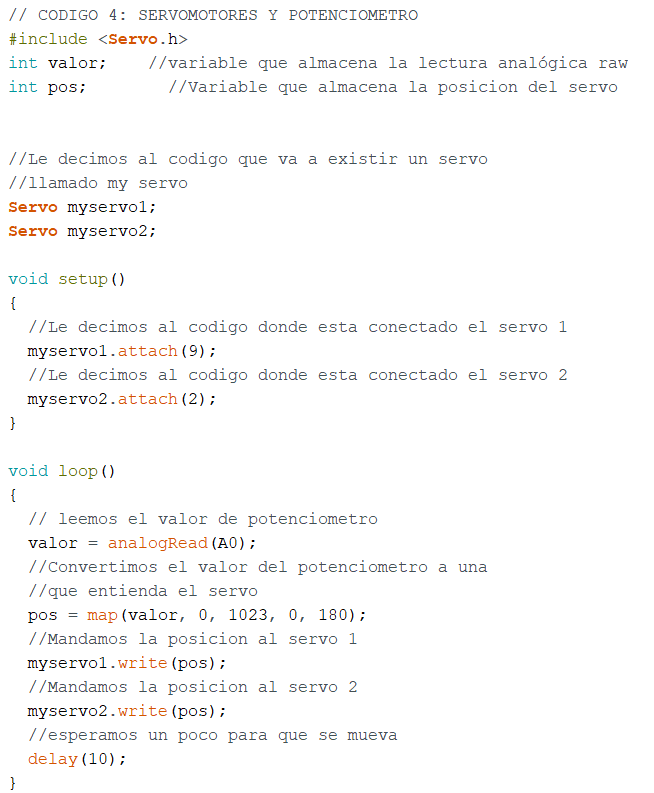 // CODIGO 4: SERVOMOTORES Y POTENCIOMETRO
#include <Servo.h>
int valor;    //variable que almacena la lectura analógica raw
int pos;        //Variable que almacena la posicion del servo
//Le decimos al codigo que va a existir un servo
//llamado my servo
Servo myservo1;
Servo myservo2;
void setup()
{
  //Le decimos al codigo donde esta conectado el servo 1
  myservo1.attach(9);
  //Le decimos al codigo donde esta conectado el servo 2
  myservo2.attach(2);
}
void loop()
{
  // leemos el valor de potenciometro
  valor = analogRead(A0);
  //Convertimos el valor del potenciometro a una
  //que entienda el servo
  pos = map(valor, 0, 1023, 0, 180);
  //Mandamos la posicion al servo 1
  myservo1.write(pos);
  //Mandamos la posicion al servo 2
  myservo2.write(pos);
  //esperamos un poco para que se mueva
  delay(10);
}